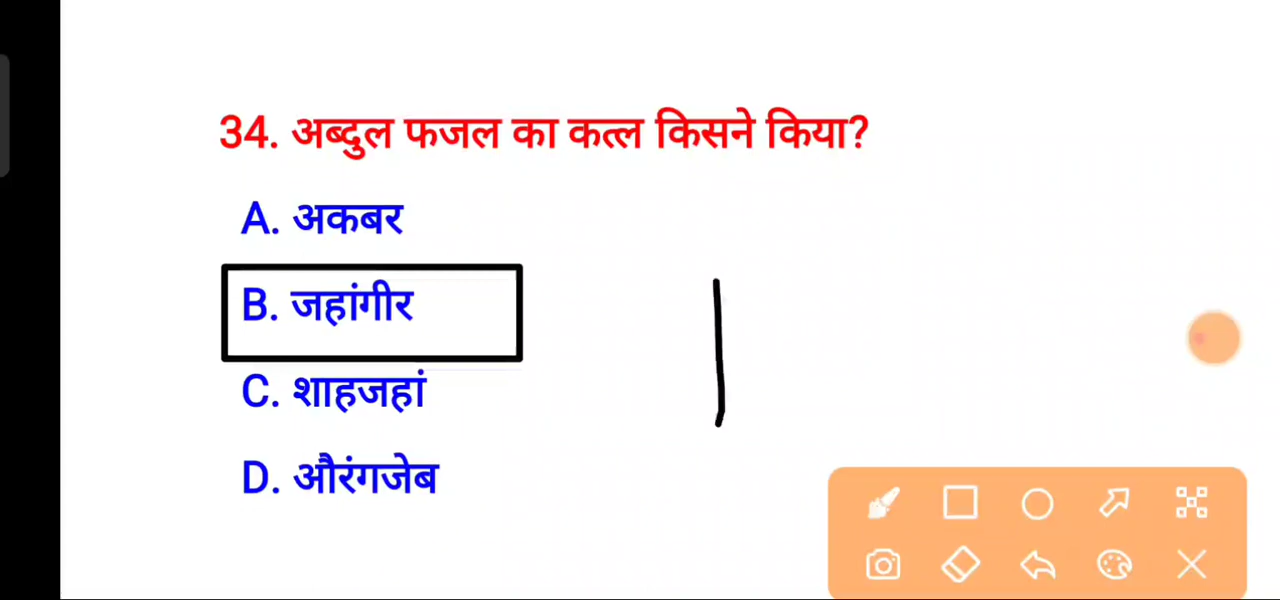 34. अब्दुल फजल का कत्ल किसने किया?
A. अकबर
B. जहांगीर
C. शाहजहां
D. औरंगजेब